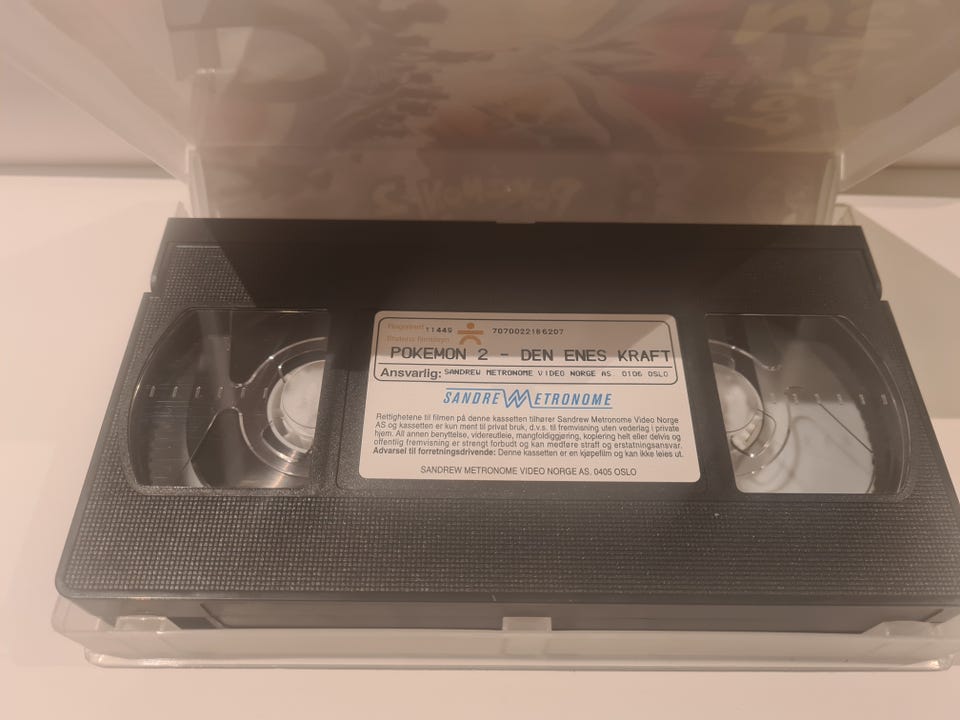 Registrert 11449 7070022186207
Statens filmtilsyn
POKEMON 2 - DEN ENES KRAFT
Ansvarlig: SANDREW METRONOME VIDEO NORGE AS. 0106 OSLO
SANDREW METRONOME
Rettighetene til filmen på denne kassetten tilhører Sandrew Metronome Video Norge
AS og kassetten er kun ment til privat bruk, d.v.s. til fremvisning uten vederlag i private
hjem. All annen benyttelse, videreutleie, mangfoldiggjøring, kopiering helt eller delvis og
offentlig fremvisning er strengt forbudt og kan medføre straff og erstatningsansvar.
Advarsel til forretningsdrivende: Denne kassetten er en kjøpefilm og kan ikke leies ut.
SANDREW METRONOME VIDEO NORGE AS. 0405 OSLO